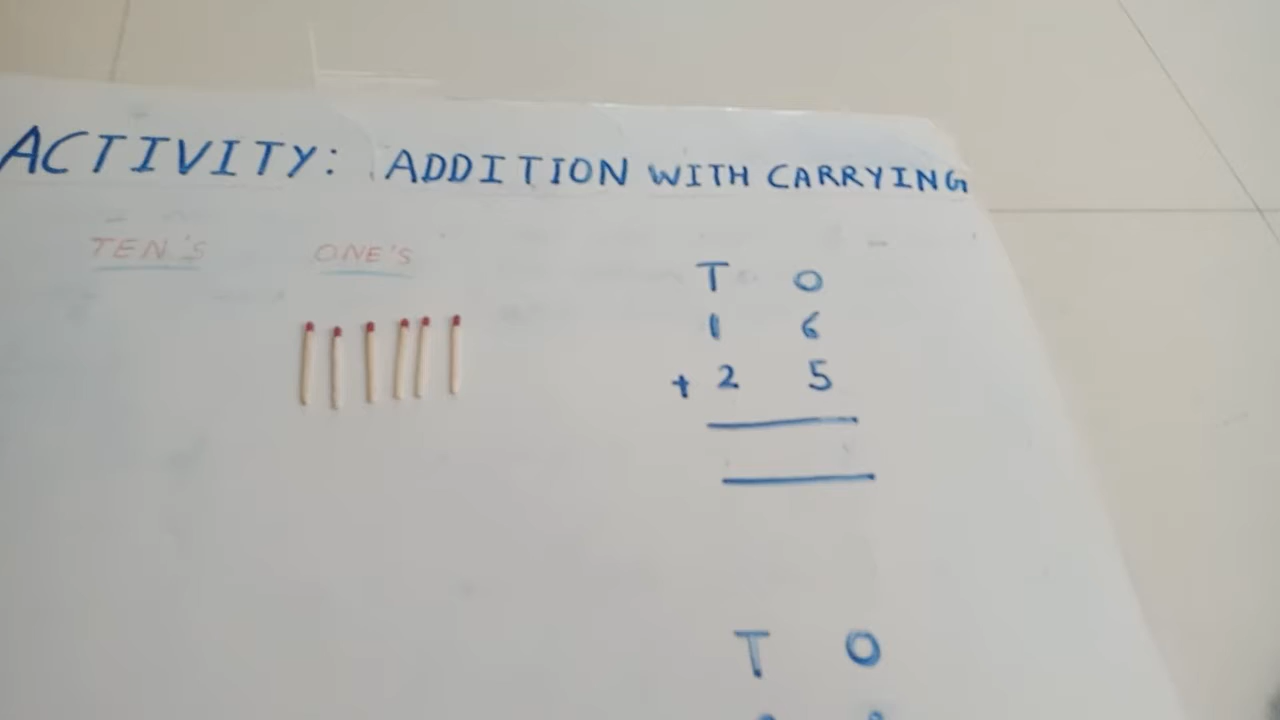 ACTIVITY: ADDITION WITH CARRYING
TEN'S ONE'S
T O
1 6
+ 2 5
T O